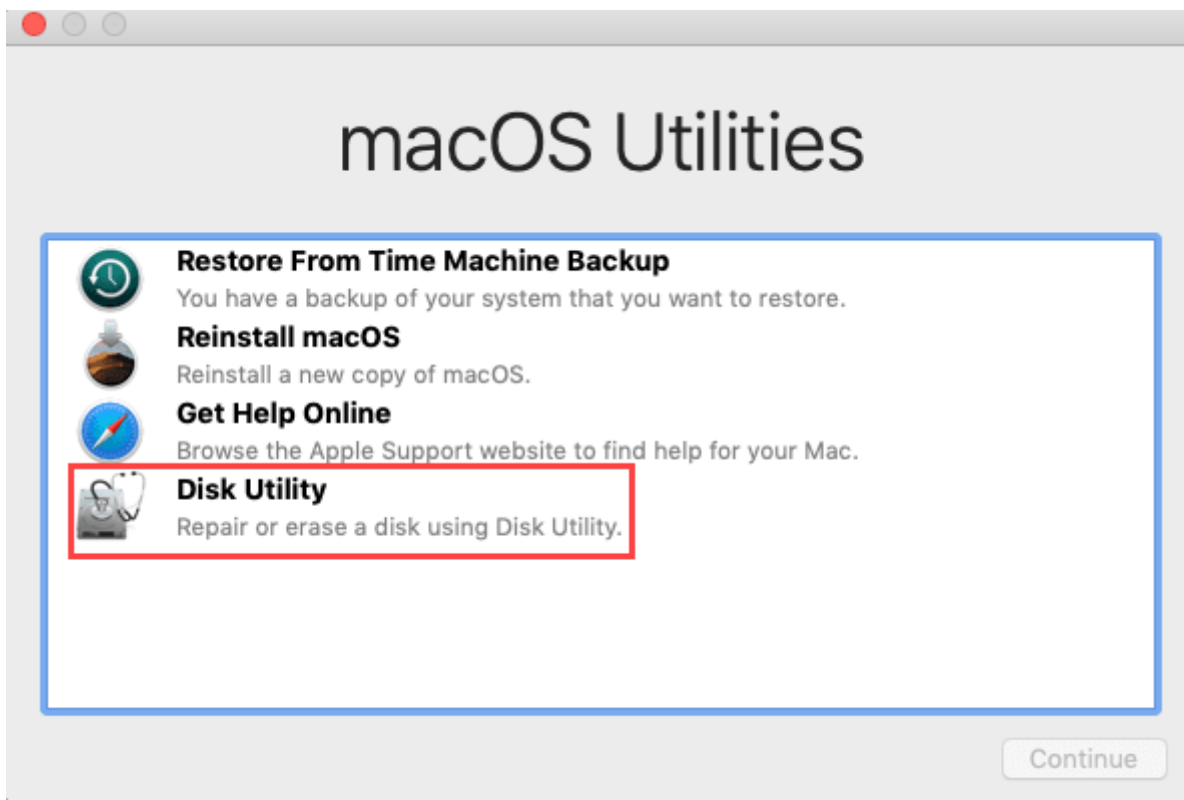 macOS Utilities
Restore From Time Machine Backup
You have a backup of your system that you want to restore.
Reinstall macOS
Reinstall a new copy of macOS.
Get Help Online
Browse the Apple Support website to find help for your Mac.
Disk Utility
Repair or erase a disk using Disk Utility.
Continue